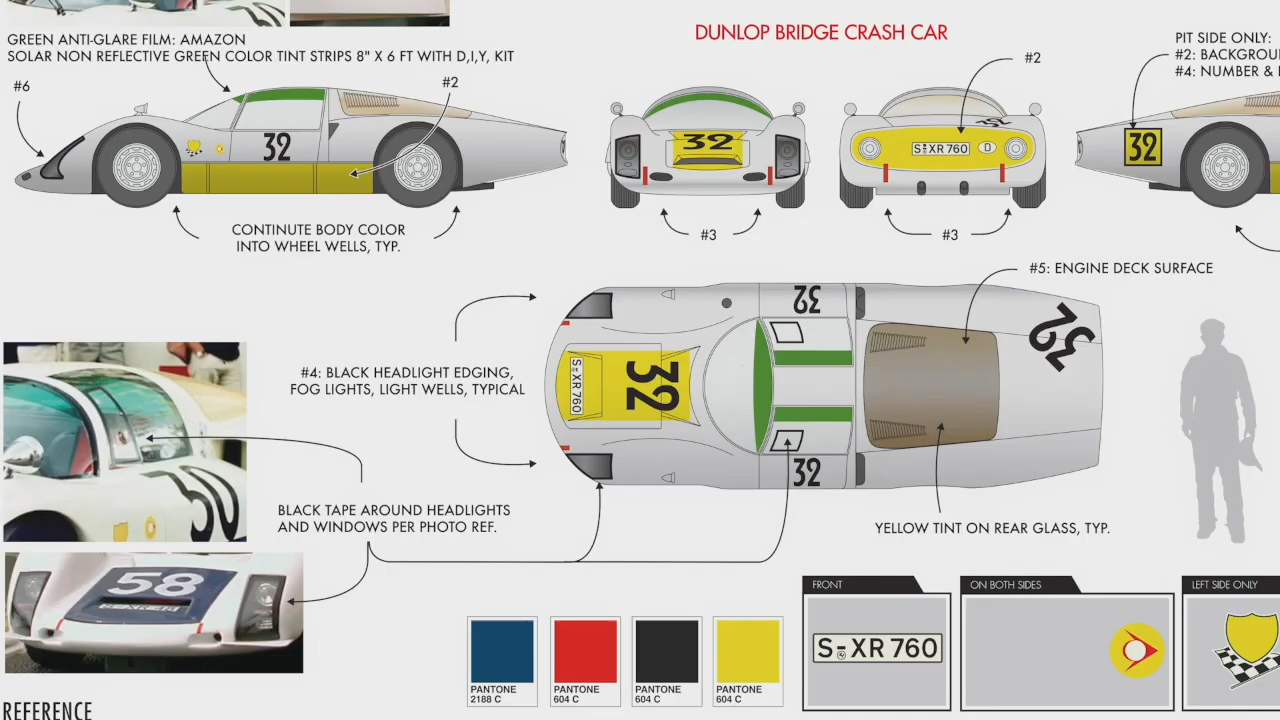 GREEN ANTI-GLARE FILM: AMAZON
SOLAR NON REFLECTIVE GREEN COLOR TINT STRIPS 8" X 6 FT WITH D,I,Y, KIT
DUNLOP BRIDGE CRASH CAR
PIT SIDE ONLY:
#2:
#4: NUMBER &
#6
#2
#2
32
32
32
S XR 760
D
32
CONTINUTE BODY COLOR
INTO WHEEL WELLS, TYP.
#3
#3
#5: ENGINE DECK SURFACE
32
32
#4: BLACK HEADLIGHT EDGING,
FOG LIGHTS, LIGHT WELLS, TYPICAL
S XR 760
32
32
50
BLACK TAPE AROUND HEADLIGHTS
AND WINDOWS PER PHOTO REF.
YELLOW TINT ON REAR GLASS, TYP.
58
FRONT
ON BOTH SIDES
LEFT SIDE ONLY
S XR 760
PANTONE
2188 C
PANTONE
604 C
PANTONE
604 C
PANTONE
604 C
REFERENCE